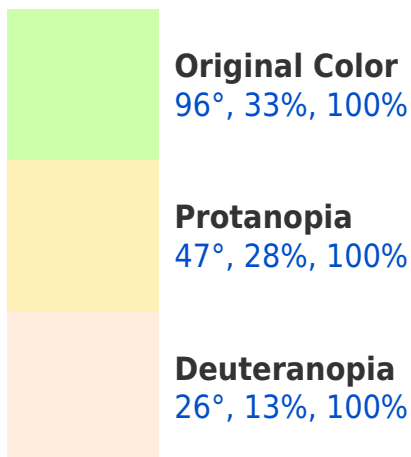 Original Color
96°, 33%, 100%
Protanopia
47°, 28%, 100%
Deuteranopia
26°, 13%, 100%